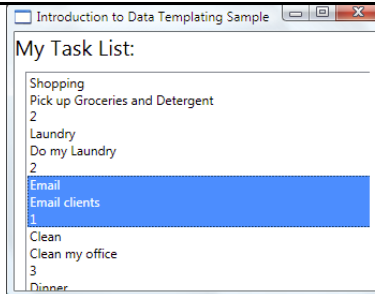 Introduction to Data Templating Sample
My Task List:
Shopping
Pick up Groceries and Detergent
2
Laundry
Do my Laundry
2
Email
Email clients
1
Clean
Clean my office
3
Dinner